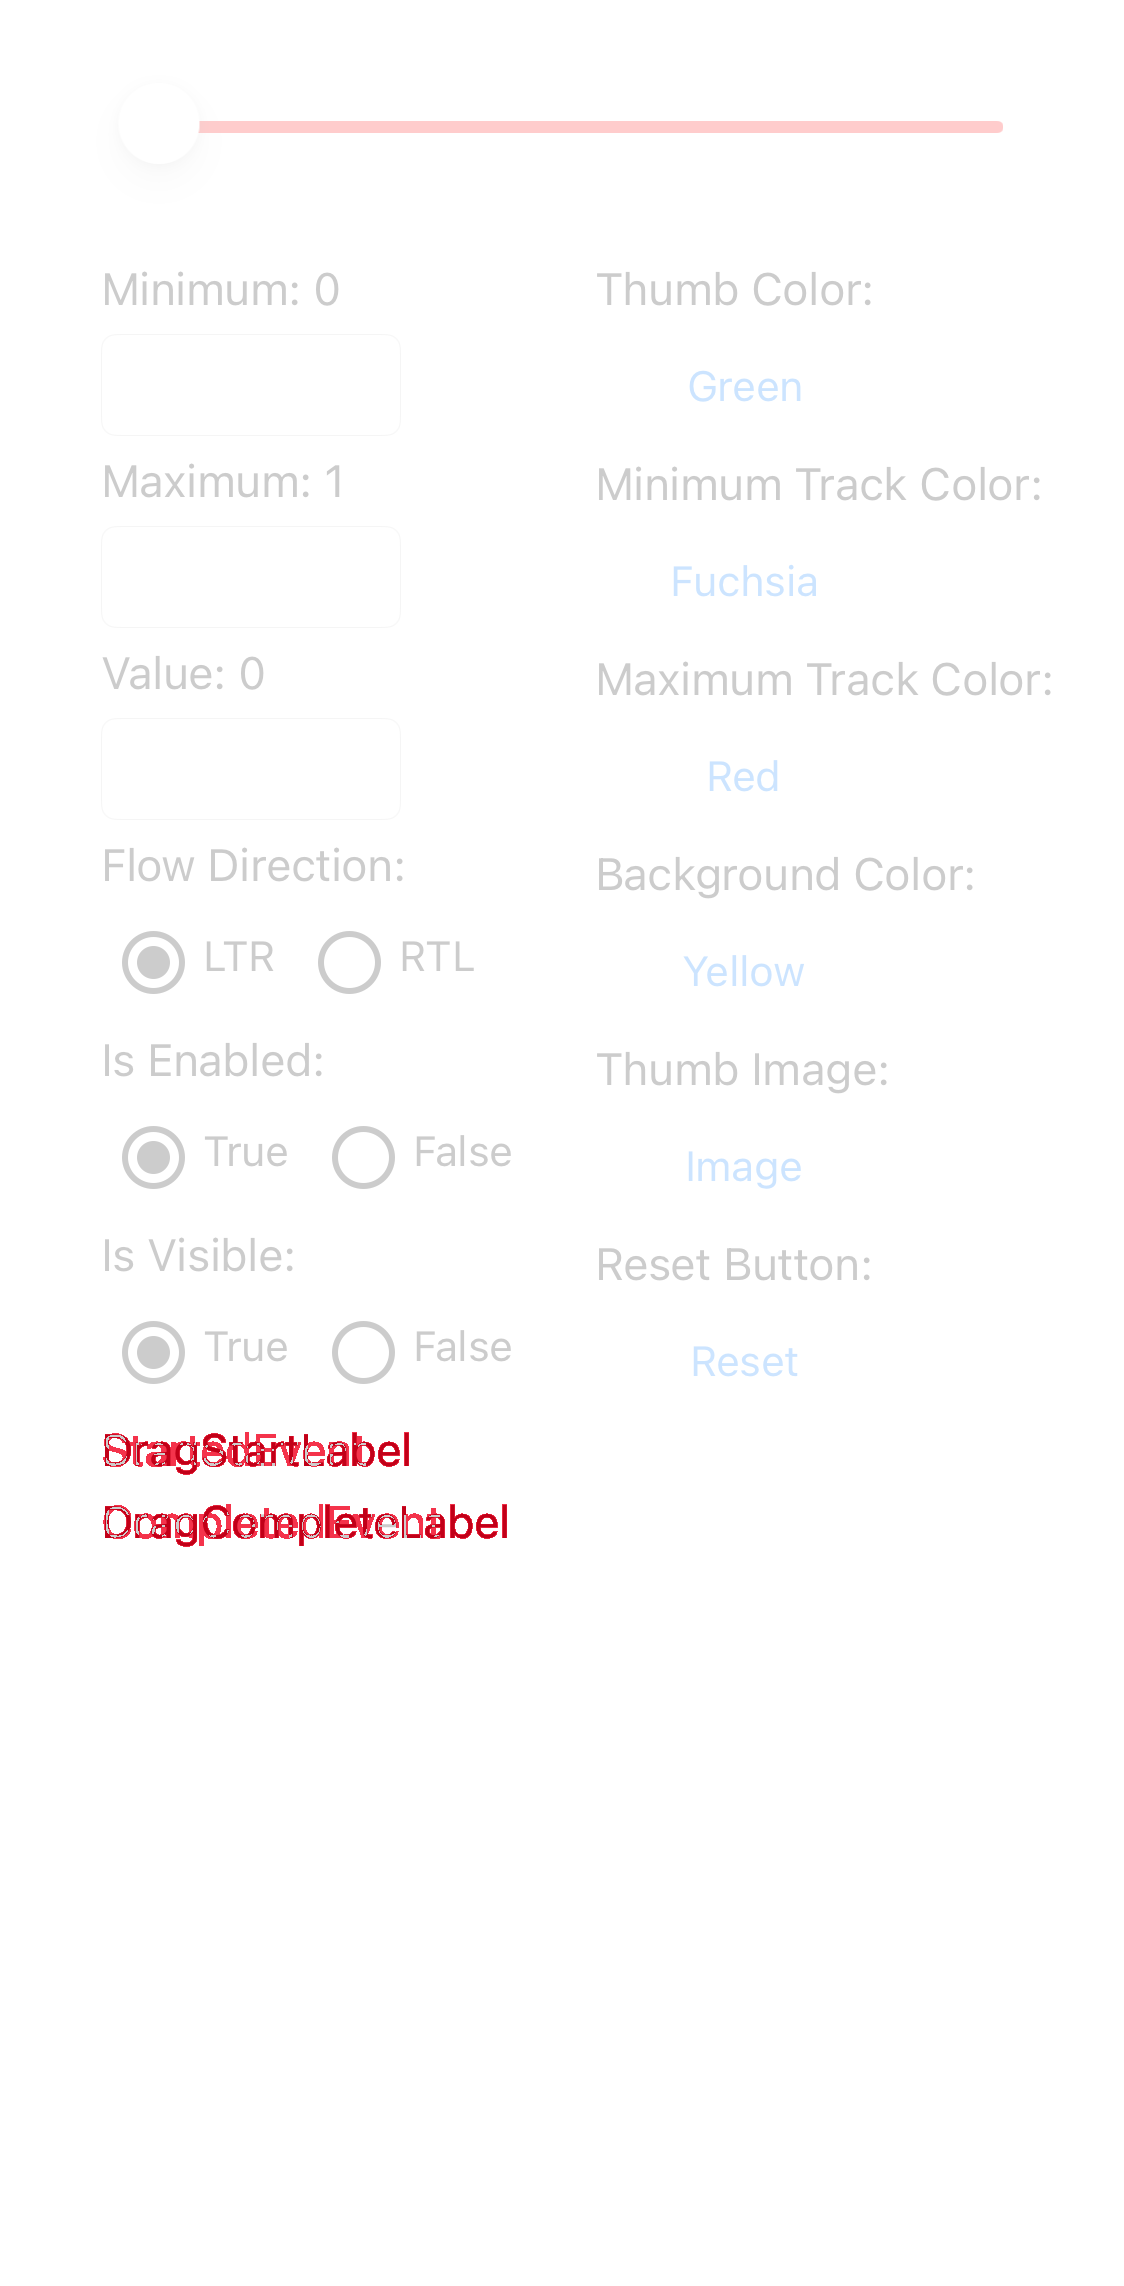 Minimum: 0
Maximum: 1
Value: 0
Flow Direction:
LTR RTL
Is Enabled:
True False
Is Visible:
True False
DragStartLabel
DragCompleteLabel
Thumb Color:
Green
Minimum Track Color:
Fuchsia
Maximum Track Color:
Red
Background Color:
Yellow
Thumb Image:
Image
Reset Button:
Reset